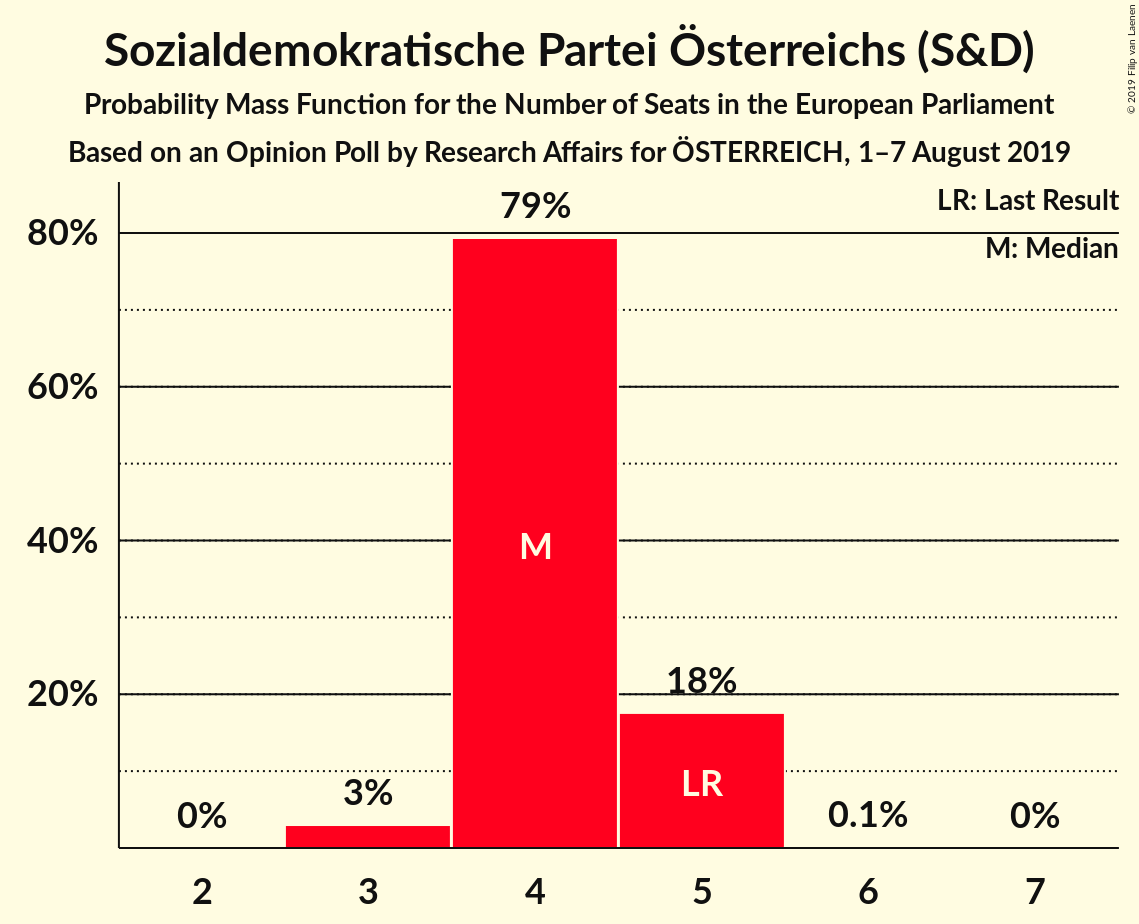 Sozialdemokratische Partei Österreichs (S&D)
Probability Mass Function for the Number of Seats in the European Parliament
Based on an Opinion Poll by Research Affairs for ÖSTERREICH, 1–7 August 2019
© 2019 Filip van Laenen
LR: Last Result
M: Median
80%
60%
40%
20%
0%
3%
79%
M
18%
LR
0.1%
0%
2 3 4 5 6 7